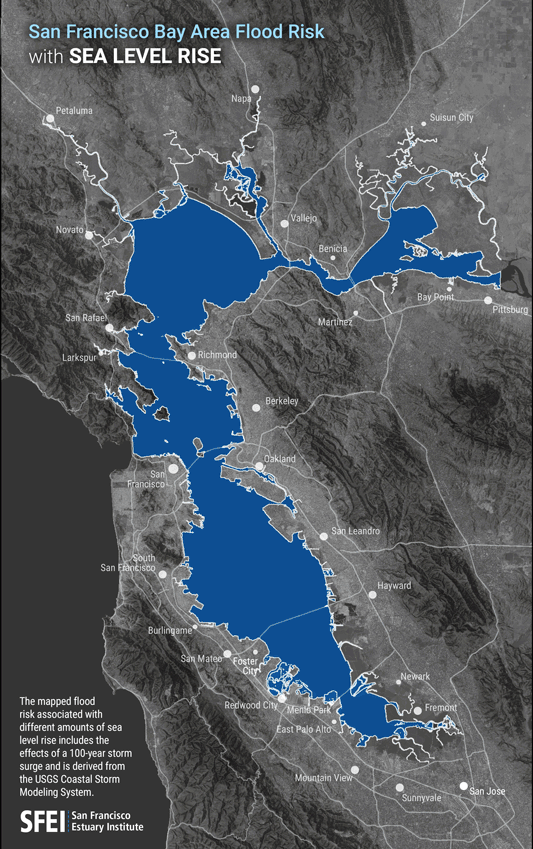 San Francisco Bay Area Flood Risk
with SEA LEVEL RISE
Napa
Petaluma
Suisun City
Vallejo
Novato
Benicia
Bay Point
Pittsburg
San Rafael
Martinez
Larkspur
Richmond
Berkeley
Oakland
San
Francisco
San Leandro
South
San Francisco
Hayward
Burlingame
San Mateo
Foster
City
Newark
Redwood City
Menlo Park
Fremont
East Palo Alto
Mountain View
Sunnyvale
San Jose
The mapped flood
risk associated with
different amounts of sea
level rise includes the
effects of a 100-year storm
surge and is derived from
the USGS Coastal Storm
Modeling System.
SFEI San Francisco
Estuary Institute